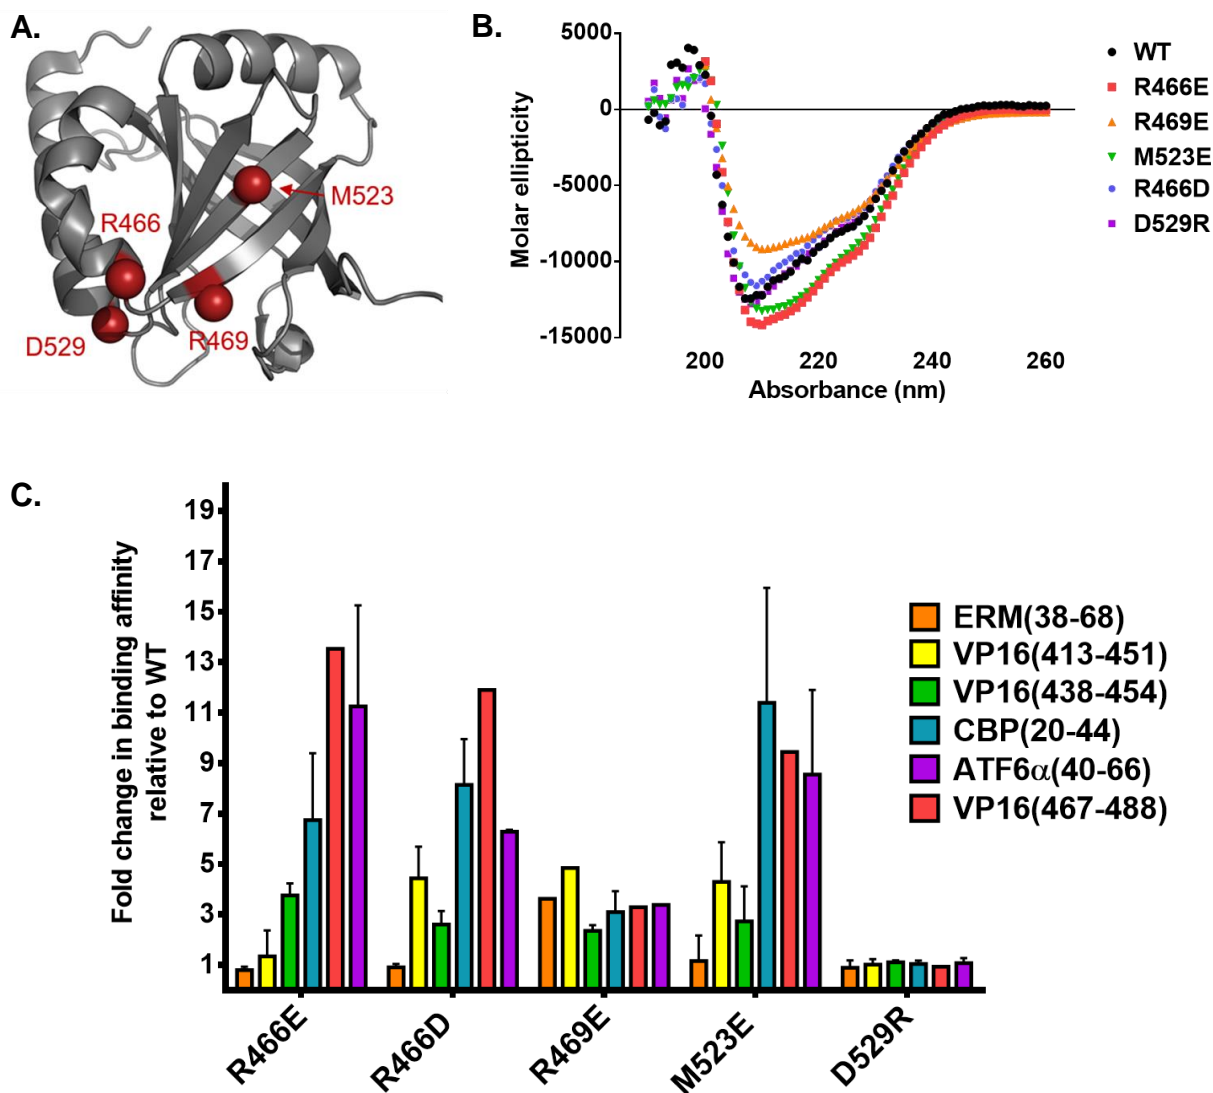 A.
R466
M523
D529
R469
B.
Molar ellipticity
5000
0
-5000
-10000
-15000
200 220 240 260
Absorbance (nm)
WT
R466E
R469E
M523E
R466D
D529R
C.
Fold change in binding affinity
relative to WT
19
17
15
13
11
9
7
5
3
1
R466E R466D R469E M523E D529R
ERM(38-68)
VP16(413-451)
VP16(438-454)
CBP(20-44)
ATF6α(40-66)
VP16(467-488)